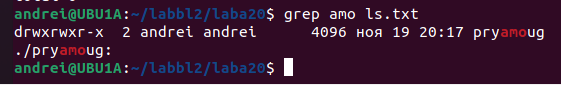 andrei@UBU1A:~/labbl2/laba20$ grep amo ls.txt
drwxrwxr-x  2 andrei andrei      4096 ноя 19 20:17 pryamoug
./pryamoug:
andrei@UBU1A:~/labbl2/laba20$